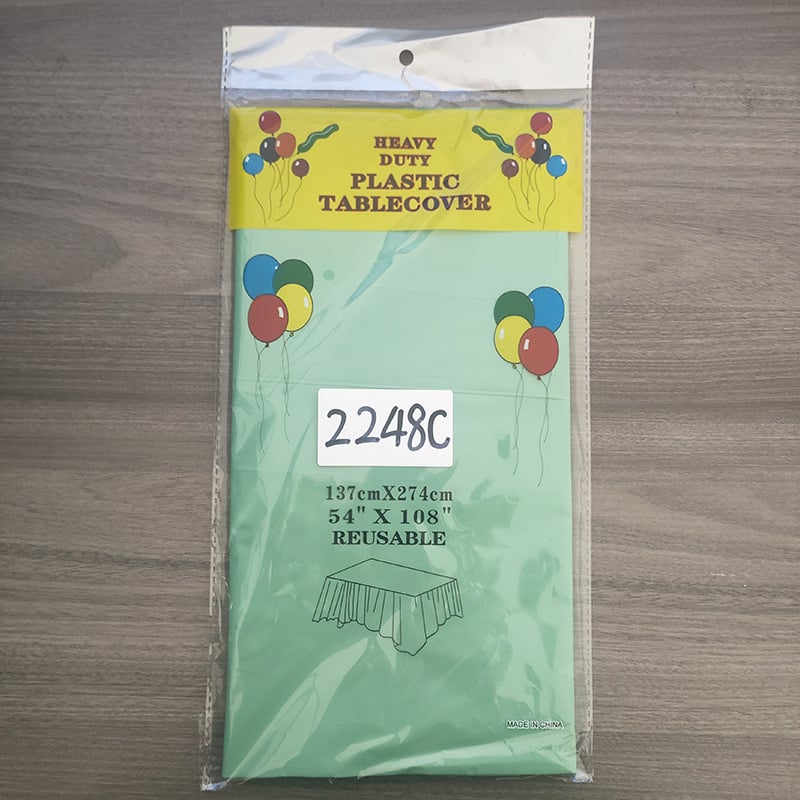 HEAVY
DUTY
PLASTIC
TABLECOVER
2248C
137cmX274cm
54" X 108"
REUSABLE
MADE IN CHINA